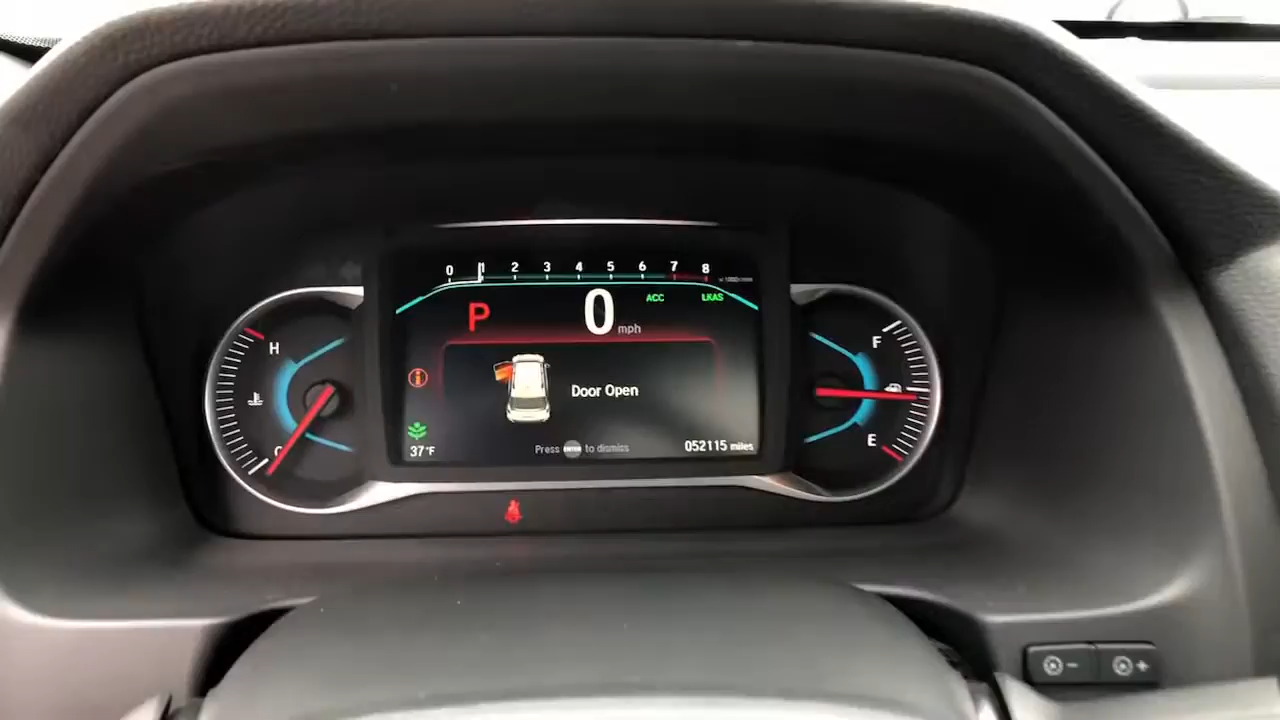 0 1 2 3 4 5 6 7 8
P 0 mph ACC LKAS
H
F
Door Open
E
C
Press ENTER to dismiss
052115 miles
37°F
- +